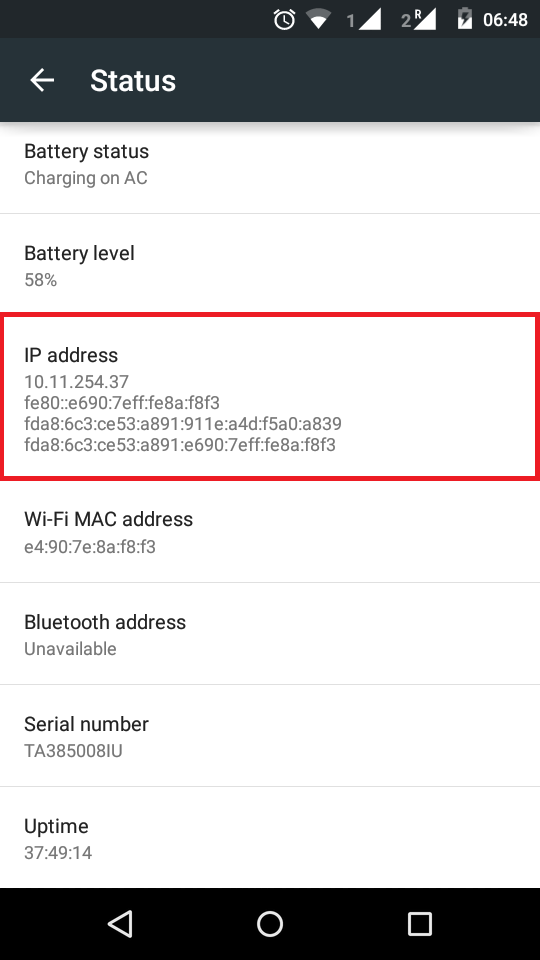 1 2 R 06:48
Status
Battery status
Charging on AC
Battery level
58%
IP address
10.11.254.37
fe80::e690:7eff:fe8a:f8f3
fda8:6c3:ce53:a891:911e:a4d:f5a0:a839
fda8:6c3:ce53:a891:e690:7eff:fe8a:f8f3
Wi-Fi MAC address
e4:90:7e:8a:f8:f3
Bluetooth address
Unavailable
Serial number
TA385008IU
Uptime
37:49:14